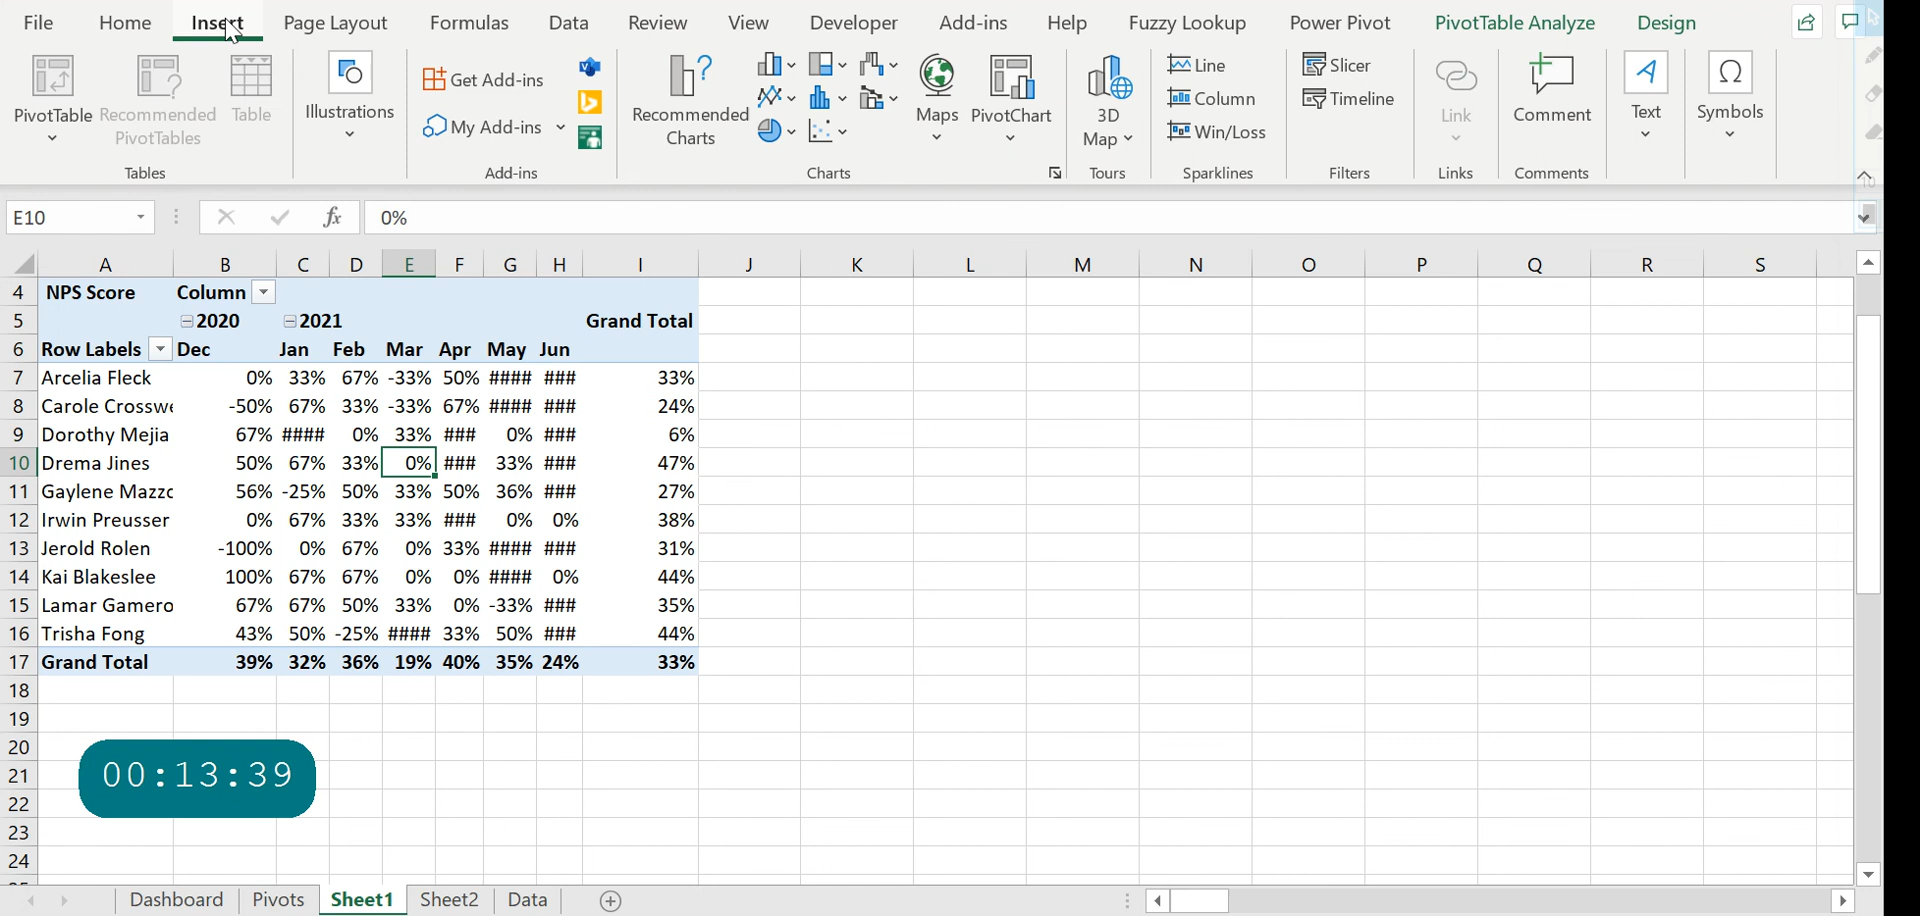 File Home Insert Page Layout Formulas Data Review View Developer Add-ins Help Fuzzy Lookup Power Pivot PivotTable Analyze Design
PivotTable
Recommended
PivotTables
Table
Tables
Illustrations
Get Add-ins
My Add-ins
Add-ins
Recommended
Charts
Maps
PivotChart
Charts
3D
Map
Tours
Line
Column
Win/Loss
Sparklines
Slicer
Timeline
Filters
Link
Links
Comment
Comments
Text
Symbols
E10 fx 0%
A B C D E F G H I J K L M N O P Q R S
4 NPS Score Column
5 2020 2021 Grand Total
6 Row Labels Dec Jan Feb Mar Apr May Jun
7 Arcelia Fleck 0% 33% 67% -33% 50% #### ### 33%
8 Carole Crosswe -50% 67% 33% -33% 67% #### ### 24%
9 Dorothy Mejia 67% #### 0% 33% ### 0% ### 6%
10 Drema Jines 50% 67% 33% 0% ### 33% ### 47%
11 Gaylene Mazzo 56% -25% 50% 33% 50% 36% ### 27%
12 Irwin Preusser 0% 67% 33% 33% ### 0% 0% 38%
13 Jerold Rolen -100% 0% 67% 0% 33% #### ### 31%
14 Kai Blakeslee 100% 67% 67% 0% 0% #### 0% 44%
15 Lamar Gamero 67% 67% 50% 33% 0% -33% ### 35%
16 Trisha Fong 43% 50% -25% #### 33% 50% ### 44%
17 Grand Total 39% 32% 36% 19% 40% 35% 24% 33%
18
19
20
21
22
23
24
00:13:39
Dashboard Pivots Sheet1 Sheet2 Data